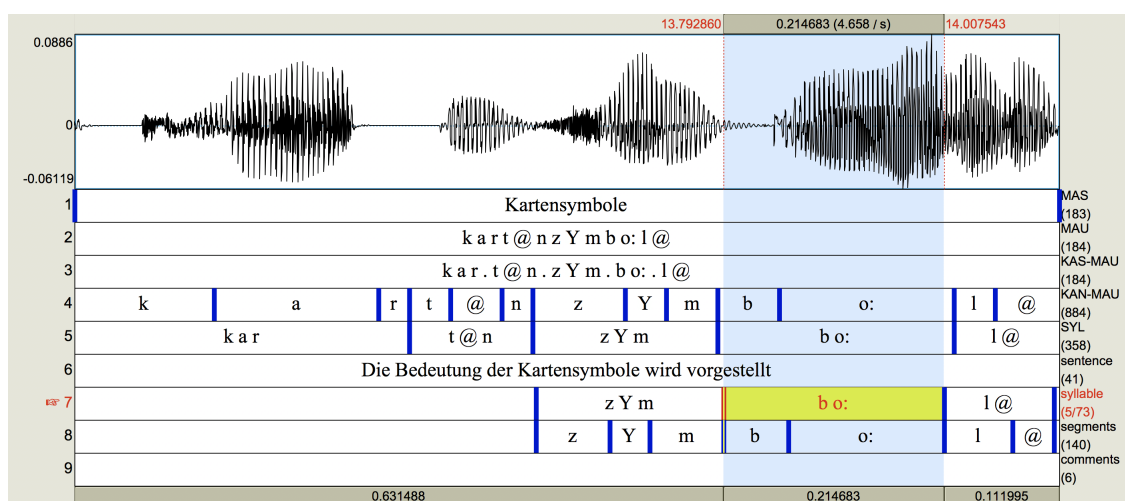 13.792860 0.214683 (4.658 / s) 14.007543
0.0886
0
-0.06119
1 Kartensymbole MAS (183)
2 k a r t @ n z Y m b o: l @ MAU (184)
3 k a r . t @ n . z Y m . b o: . l @ KAS-MAU (184)
4 k a r t @ n z Y m b o: l @ KAN-MAU (884)
5 k a r t @ n z Y m b o: l @ SYL (358)
6 Die Bedeutung der Kartensymbole wird vorgestellt sentence (41)
☞ 7 z Y m b o: l @ syllable (5/73)
8 z Y m b o: l @ segments (140)
9 comments (6)
0.631488 0.214683 0.111995